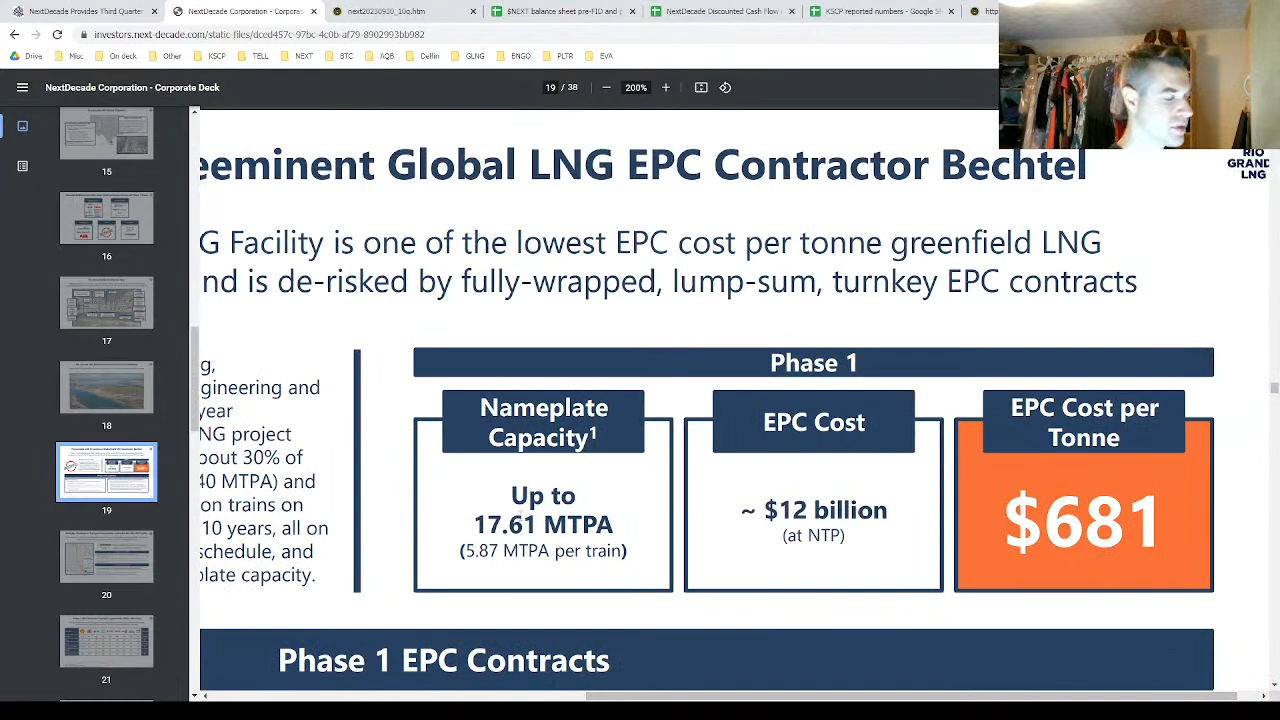 NextDecade Provides Third Quarter
NextDecade Corporation - Corporat
next20230930_10q.htm
$NEXT balance sheet pre-FID and p
NextDecade Discounted Cash Flow
KSCP reported numbers - Google S
investors.next-decade.com/static-files/dced457c-97bc-4c0b-af79-8902993bb982
Drive
Misc
On deck
Other
KSCP
TELL
NEXT
BTC
AQB
Delfin
GLNG
BNGO
PLTR
EVA
NextDecade Corporation - Corporate Deck
19 / 38
200%
15
16
17
18
19
20
21
eeminent Global LNG EPC Contractor Bechtel
RIO
GRAND
LNG
G Facility is one of the lowest EPC cost per tonne greenfield LNG
nd is de-risked by fully-wrapped, lump-sum, turnkey EPC contracts
g,
gineering and
year
NG project
bout 30% of
40 MTPA) and
on trains on
10 years, all on
schedule, and
plate capacity.
Phase 1
Nameplate
Capacity1
Up to
17.61 MTPA
(5.87 MTPA per train)
EPC Cost
~ $12 billion
(at NTP)
EPC Cost per
Tonne
$681
Phase 1 EPC Contracts